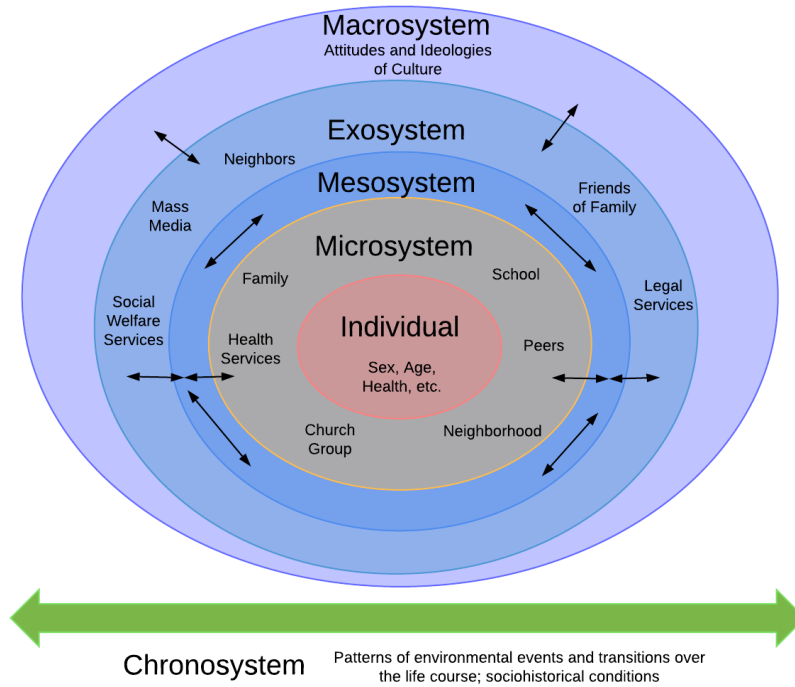 Macrosystem
Attitudes and Ideologies
of Culture
Exosystem
Neighbors
Mesosystem
Friends
of Family
Mass
Media
Microsystem
Family
School
Social
Welfare
Services
Legal
Services
Individual
Health
Services
Peers
Sex, Age,
Health, etc.
Church
Group
Neighborhood
Chronosystem
Patterns of environmental events and transitions over
the life course; sociohistorical conditions